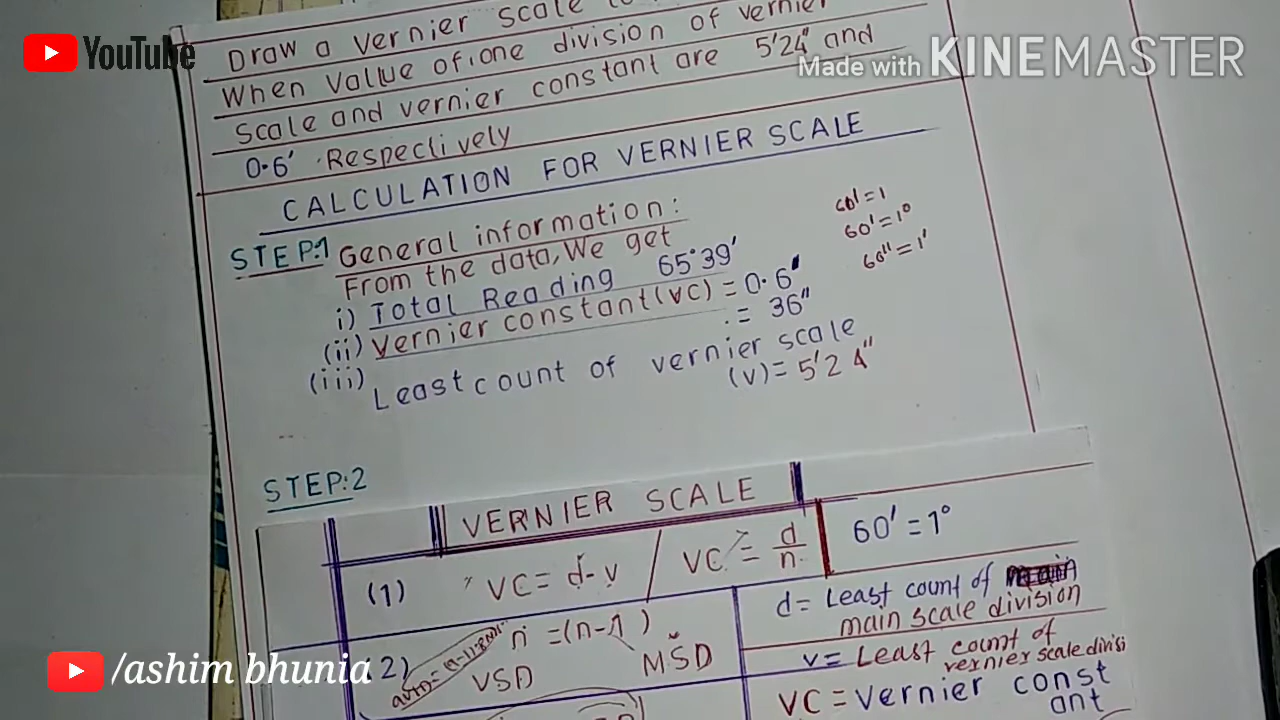 YouTube
Made with KINEMASTER
Draw a vernier scale
When Value of one division of vernier
Scale and vernier constant are 5'24" and
0.6' . Respectively
CALCULATION FOR VERNIER SCALE
STEP:1 General information:
From the data, We get
i) Total Reading 65°39'
(ii) Vernier constant (VC) = 0.6'
= 36"
(iii) Least count of vernier scale
(V) = 5'24"
60' = 1
60' = 1°
60" = 1'
STEP:2
VERNIER SCALE
(1) VC = d-v / VC = d/n
60' = 1°
(2) n = (n-1)
VSD MSD
d = Least count of main
main scale division
v = Least count of
vernier scale divisi
VC = Vernier const
ant
/ashim bhunia